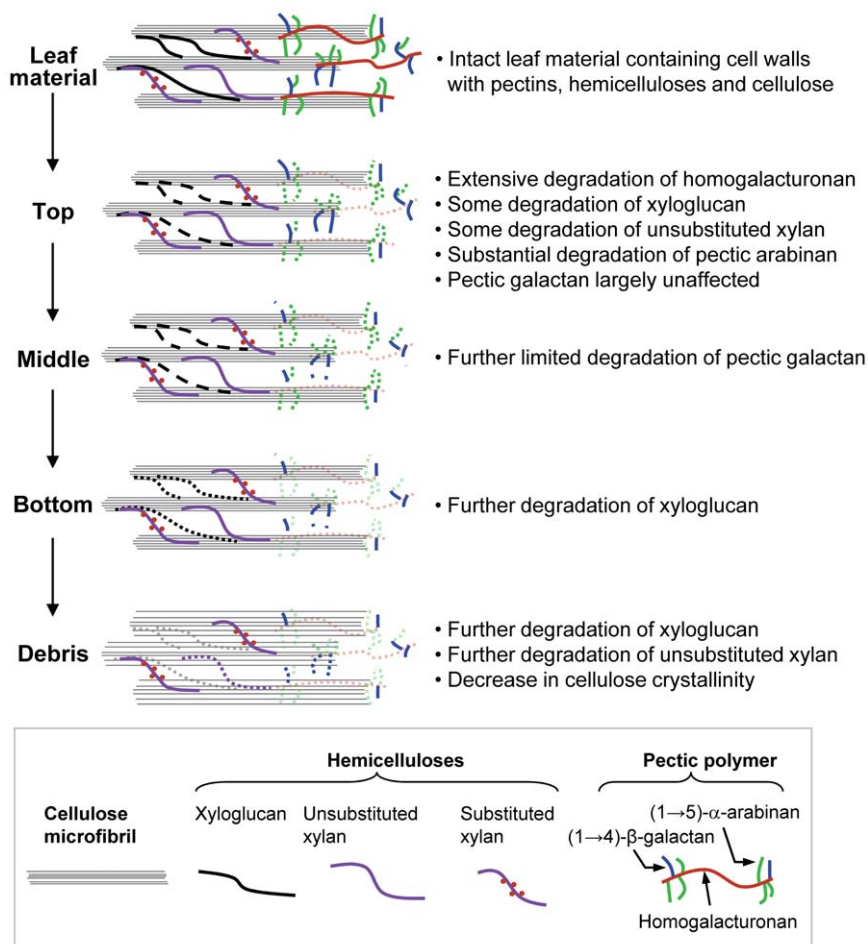 Leaf
material
• Intact leaf material containing cell walls
with pectins, hemicelluloses and cellulose
Top
• Extensive degradation of homogalacturonan
• Some degradation of xyloglucan
• Some degradation of unsubstituted xylan
• Substantial degradation of pectic arabinan
• Pectic galactan largely unaffected
Middle
• Further limited degradation of pectic galactan
Bottom
• Further degradation of xyloglucan
Debris
• Further degradation of xyloglucan
• Further degradation of unsubstituted xylan
• Decrease in cellulose crystallinity
Cellulose
microfibril
Hemicelluloses
Xyloglucan
Unsubstituted
xylan
Substituted
xylan
Pectic polymer
(1→5)-α-arabinan
(1→4)-β-galactan
Homogalacturonan